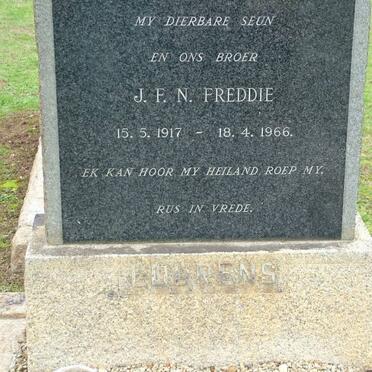 MY DIERBARE SEUN
EN ONS BROER
J. F. N. FREDDIE
15. 5. 1917 – 18. 4. 1966.
EK KAN HOOR MY HEILAND ROEP MY,
RUS IN VREDE.